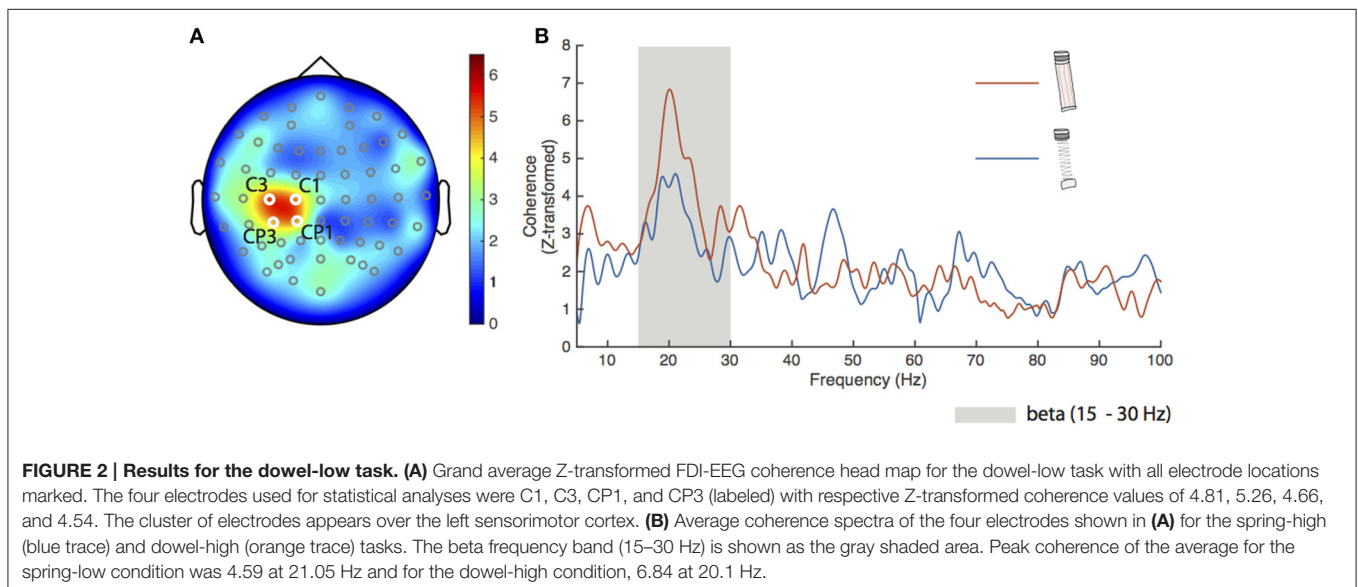 A
C3
C1
CP3
CP1
6
5
4
3
2
1
0
B
8
7
6
5
4
3
2
1
0
Coherence
(Z-transformed)
10 20 30 40 50 60 70 80 90 100
Frequency (Hz)
beta (15 - 30 Hz)
FIGURE 2 | Results for the dowel-low task. (A) Grand average Z-transformed FDI-EEG coherence head map for the dowel-low task with all electrode locations
marked. The four electrodes used for statistical analyses were C1, C3, CP1, and CP3 (labeled) with respective Z-transformed coherence values of 4.81, 5.26, 4.66,
and 4.54. The cluster of electrodes appears over the left sensorimotor cortex. (B) Average coherence spectra of the four electrodes shown in (A) for the spring-high
(blue trace) and dowel-high (orange trace) tasks. The beta frequency band (15–30 Hz) is shown as the gray shaded area. Peak coherence of the average for the
spring-low condition was 4.59 at 21.05 Hz and for the dowel-high condition, 6.84 at 20.1 Hz.